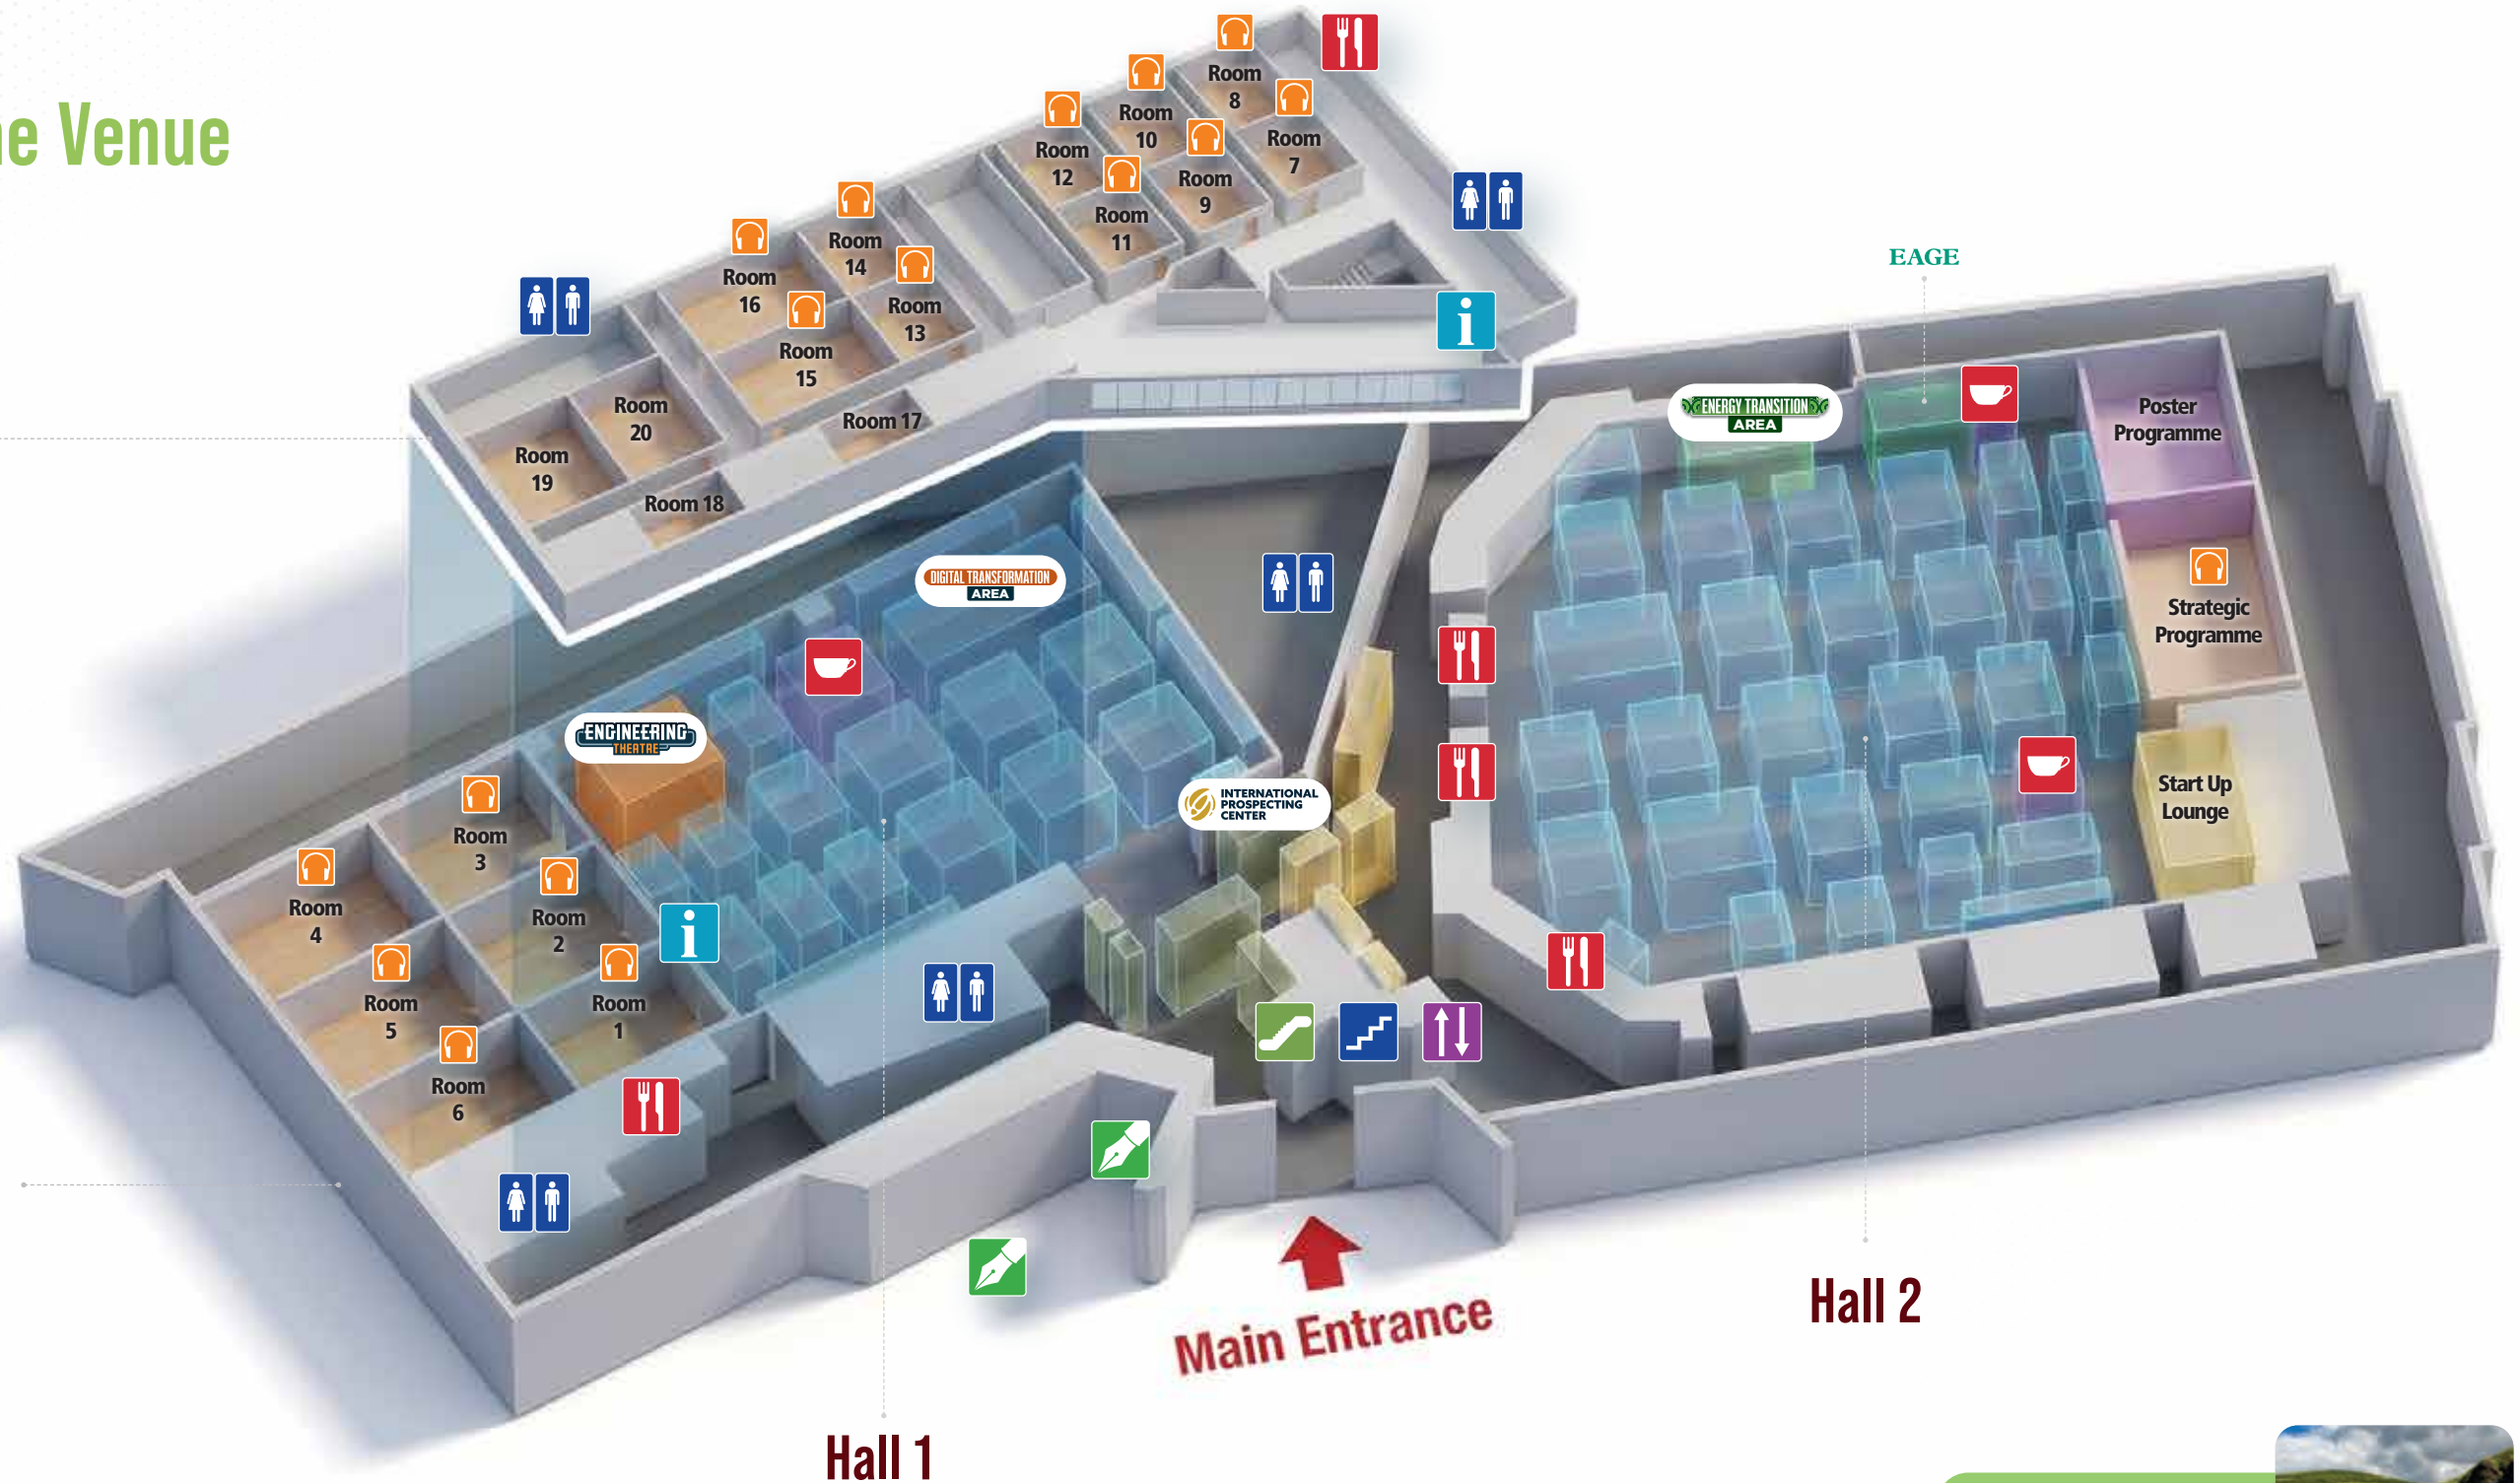 e Venue
Room
8
Room
10
Room
7
Room
12
Room
9
Room
11
Room
14
Room
16
Room
13
Room
15
Room
20
Room 17
Room
19
Room 18
EAGE
ENERGY TRANSITION
AREA
Poster
Programme
DIGITAL TRANSFORMATION
AREA
Strategic
Programme
ENGINEERING
THEATRE
INTERNATIONAL
PROSPECTING
CENTER
Start Up
Lounge
Room
3
Room
4
Room
2
i
i
Room
5
Room
1
Room
6
Main Entrance
Hall 2
Hall 1